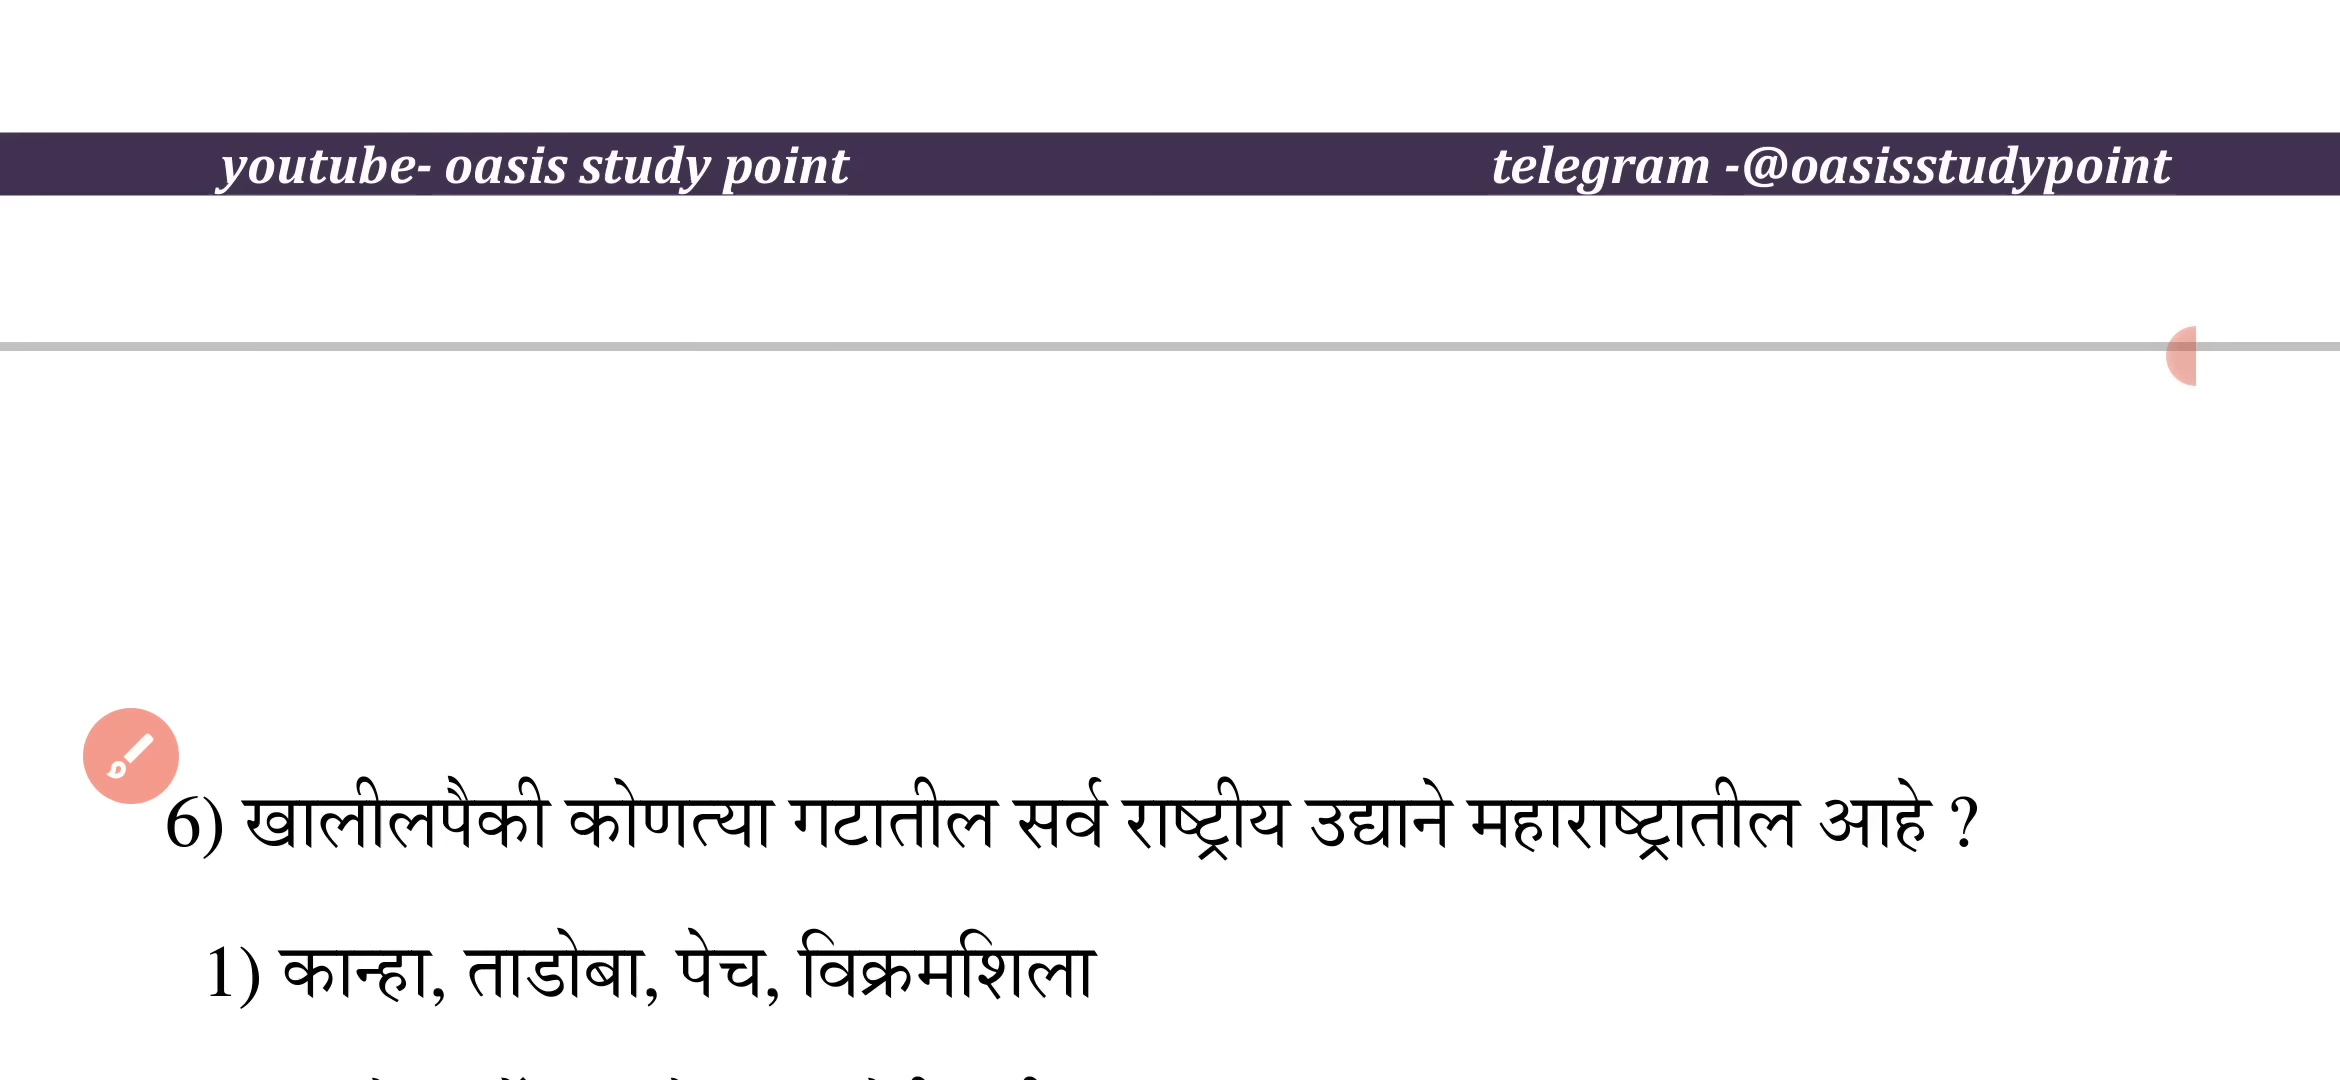 youtube- oasis study point telegram -@oasisstudypoint
6) खालीलपैकी कोणत्या गटातील सर्व राष्ट्रीय उद्याने महाराष्ट्रातील आहे ?
1) कान्हा, ताडोबा, पेच, विक्रमशिला